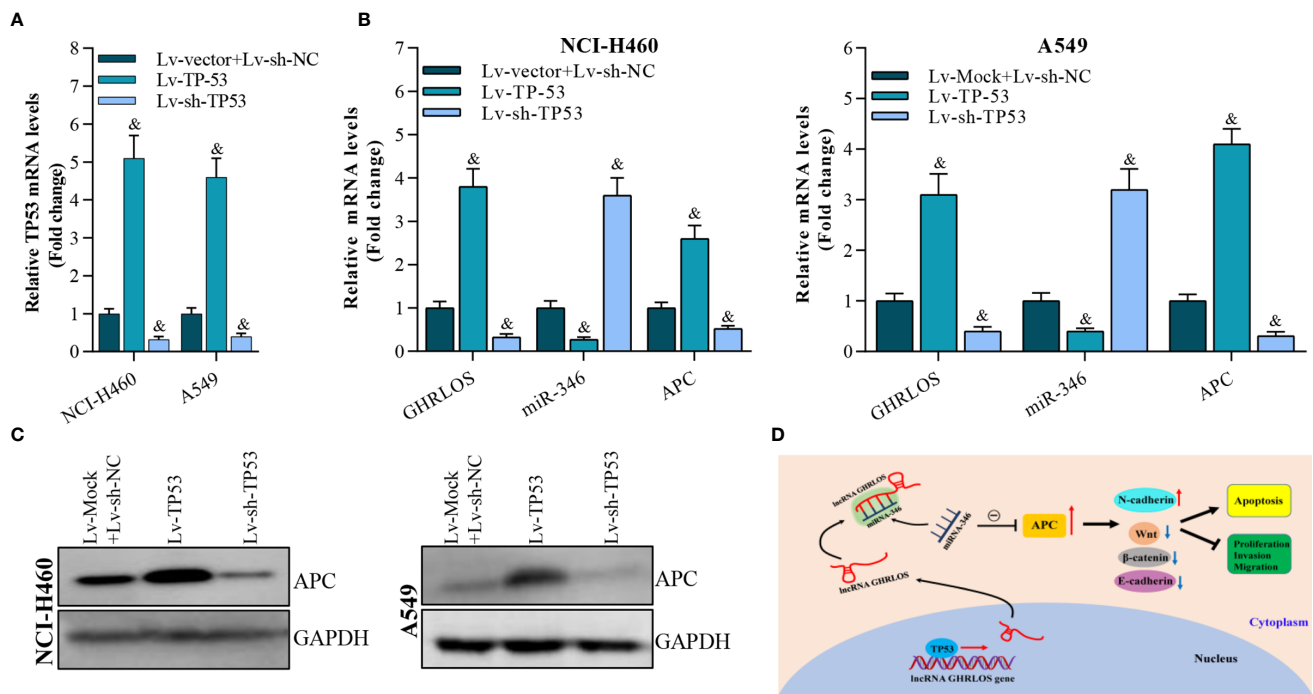 A
Relative TP53 mRNA levels
(Fold change)
8
7
6
5
4
3
2
1
0
Lv-vector+Lv-sh-NC
Lv-TP-53
Lv-sh-TP53
&
&
&
&
NCI-H460
A549
B
NCI-H460
Relative mRNA levels
(Fold change)
7
6
5
4
3
2
1
0
Lv-vector+Lv-sh-NC
Lv-TP-53
Lv-sh-TP53
&
&
&
&
&
&
GHRLOS
miR-346
APC
A549
Relative mRNA levels
(Fold change)
6
5
4
3
2
1
0
Lv-Mock+Lv-sh-NC
Lv-TP-53
Lv-sh-TP53
&
&
&
&
&
&
GHRLOS
miR-346
APC
C
NCI-H460
Lv-Mock
+Lv-sh-NC
Lv-TP53
Lv-sh-TP53
APC
GAPDH
A549
Lv-Mock
+Lv-sh-NC
Lv-TP53
Lv-sh-TP53
APC
GAPDH
D
lncRNA GHRLOS
miRNA-346
miRNA-346
lncRNA GHRLOS
APC
N-cadherin
Wnt
β-catenin
E-cadherin
Apoptosis
Proliferation
Invasion
Migration
Cytoplasm
Nucleus
TP53
lncRNA GHRLOS gene